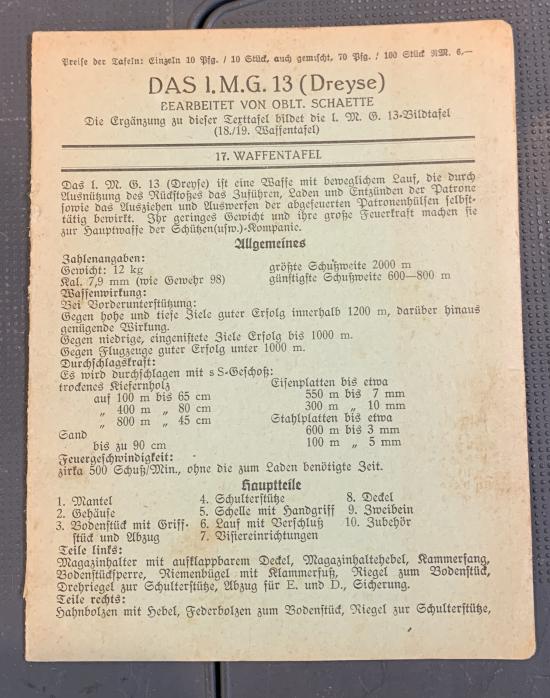 Preise der Tafeln: Einzeln 10 Pfg. / 10 Stück, auch gemischt, 70 Pfg. / 100 Stück RM. 6.—
DAS l. M. G. 13 (Dreyse)
BEARBEITET VON OBLT. SCHAETTE
Die Ergänzung zu dieser Texttafel bildet die l. M. G. 13-Bildtafel
(18./19. Waffentafel)
17. WAFFENTAFEL
Das l. M. G. 13 (Dreyse) ist eine Waffe mit beweglichem Lauf, die durch
Ausnützung des Rückstoßes das Zuführen, Laden und Entzünden der Patrone
sowie das Ausziehen und Auswerfen der abgefeuerten Patronenhülsen selbst-
tätig bewirkt. Ihr geringes Gewicht und ihre große Feuerkraft machen sie
zur Hauptwaffe der Schützen(usw.)-Kompanie.
Allgemeines
Zahlenangaben:
Gewicht: 12 kg größte Schußweite 2000 m
Kal. 7,9 mm (wie Gewehr 98) günstigste Schußweite 600—800 m
Waffenwirkung:
Bei Vorderunterstützung:
Gegen hohe und tiefe Ziele guter Erfolg innerhalb 1200 m, darüber hinaus
genügende Wirkung.
Gegen niedrige, eingenistete Ziele Erfolg bis 1000 m.
Gegen Flugzeuge guter Erfolg unter 1000 m.
Durchschlagskraft:
Es wird durchschlagen mit s S-Geschoß:
trockenes Kiefernholz Eisenplatten bis etwa
auf 100 m bis 65 cm 550 m bis 7 mm
„ 400 m „ 80 cm 300 m „ 10 mm
„ 800 m „ 45 cm Stahlplatten bis etwa
Sand 600 m bis 3 mm
bis zu 90 cm 100 m „ 5 mm
Feuergeschwindigkeit:
zirka 500 Schuß/Min., ohne die zum Laden benötigte Zeit.
Hauptteile
1. Mantel 4. Schulterstütze 8. Deckel
2. Gehäuse 5. Schelle mit Handgriff 9. Zweibein
3. Bodenstück mit Griff- 6. Lauf mit Verschluß 10. Zubehör
stück und Abzug 7. Visiereinrichtungen
Teile links:
Magazinhalter mit aufklappbarem Deckel, Magazinhaltehebel, Kammerfang,
Bodenstücksperre, Riemenbügel mit Klammerfuß, Riegel zum Bodenstück,
Drehriegel zur Schulterstütze, Abzug für E. und D., Sicherung.
Teile rechts:
Hahnbolzen mit Hebel, Federbolzen zum Bodenstück, Riegel zur Schulterstütze,